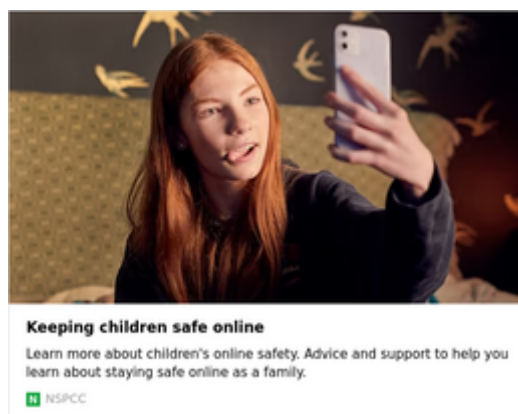 Keeping children safe online
Learn more about children's online safety. Advice and support to help you
learn about staying safe online as a family.
N NSPCC